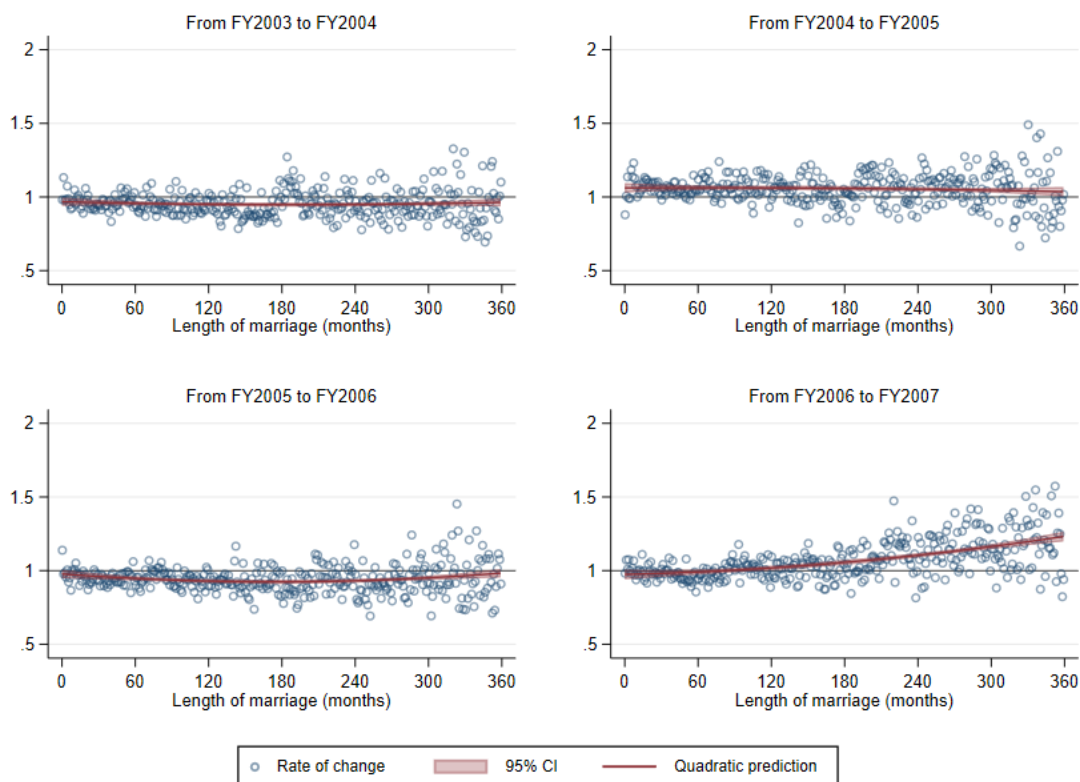 From FY2003 to FY2004
2
1.5
1
.5
0 60 120 180 240 300 360
Length of marriage (months)
From FY2004 to FY2005
2
1.5
1
.5
0 60 120 180 240 300 360
Length of marriage (months)
From FY2005 to FY2006
2
1.5
1
.5
0 60 120 180 240 300 360
Length of marriage (months)
From FY2006 to FY2007
2
1.5
1
.5
0 60 120 180 240 300 360
Length of marriage (months)
Rate of change 95% CI Quadratic prediction